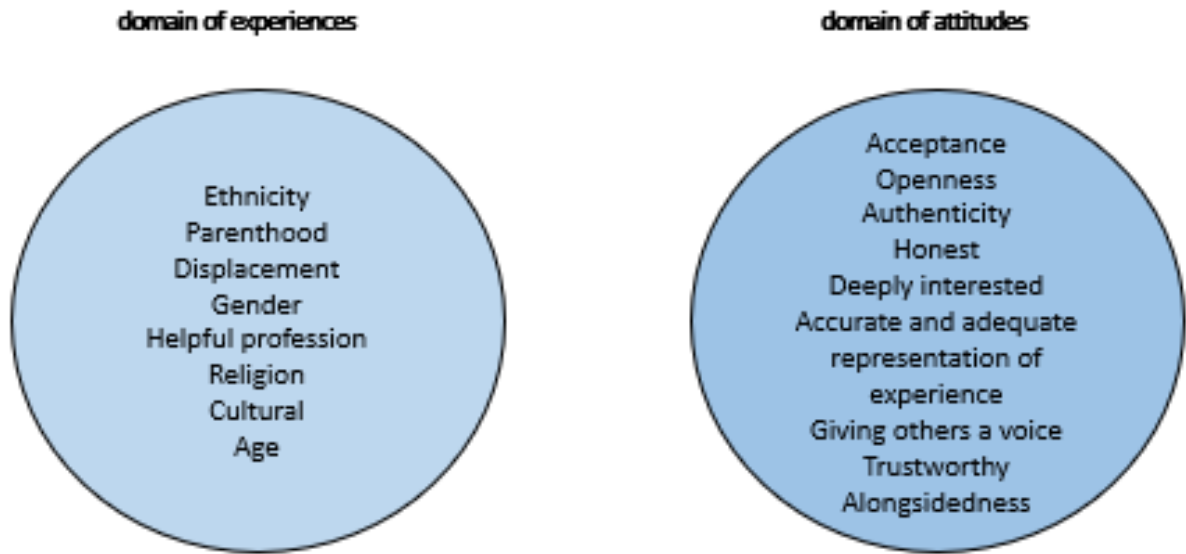 domain of experiences
Ethnicity
Parenthood
Displacement
Gender
Helpful profession
Religion
Cultural
Age
domain of attitudes
Acceptance
Openness
Authenticity
Honest
Deeply interested
Accurate and adequate
representation of
experience
Giving others a voice
Trustworthy
Alongsidedness